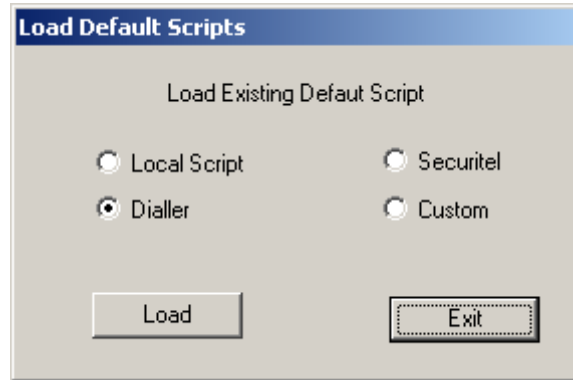 Load Default Scripts
Load Existing Defaut Script
Local Script
Securitel
Dialler
Custom
Load
Exit